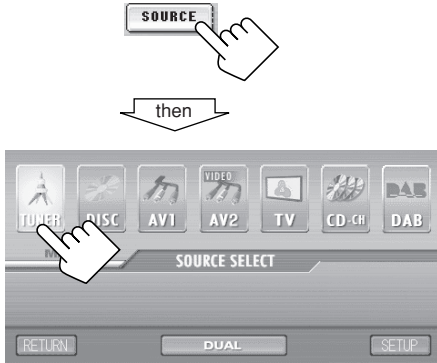 SOURCE
then
VIDEO
TUNER DISC AV1 AV2 TV CD-CH DAB
SOURCE SELECT
RETURN DUAL SETUP